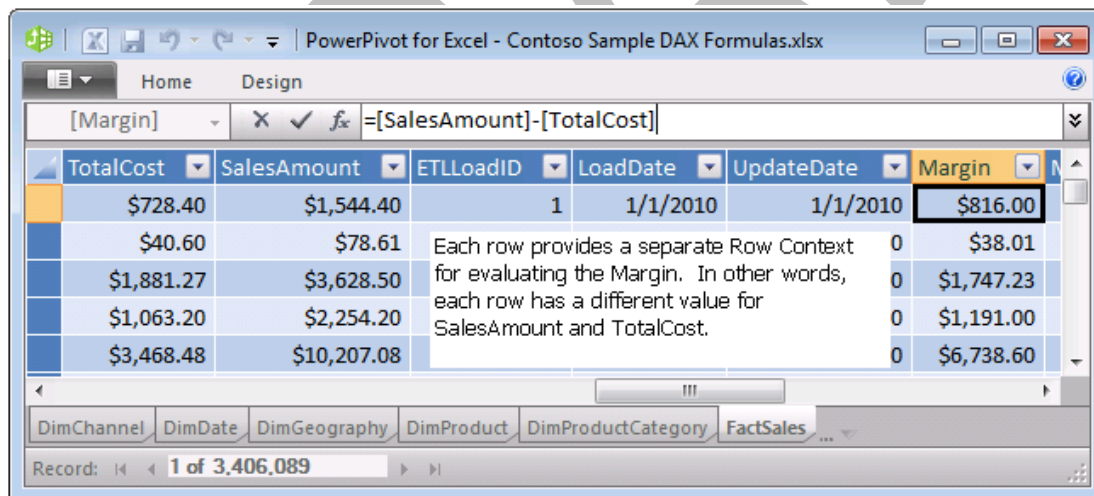 PowerPivot for Excel - Contoso Sample DAX Formulas.xlsx
Home Design
[Margin] fx =[SalesAmount]-[TotalCost]
TotalCost SalesAmount ETLLoadID LoadDate UpdateDate Margin
$728.40 $1,544.40 1 1/1/2010 1/1/2010 $816.00
$40.60 $78.61 0 $38.01
$1,881.27 $3,628.50 0 $1,747.23
$1,063.20 $2,254.20 0 $1,191.00
$3,468.48 $10,207.08 0 $6,738.60
Each row provides a separate Row Context
for evaluating the Margin. In other words,
each row has a different value for
SalesAmount and TotalCost.
DimChannel DimDate DimGeography DimProduct DimProductCategory FactSales ...
Record: 1 of 3,406,089